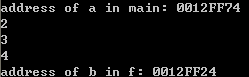 address of a in main: 0012FF74
2
3
4
address of b in f: 0012FF24